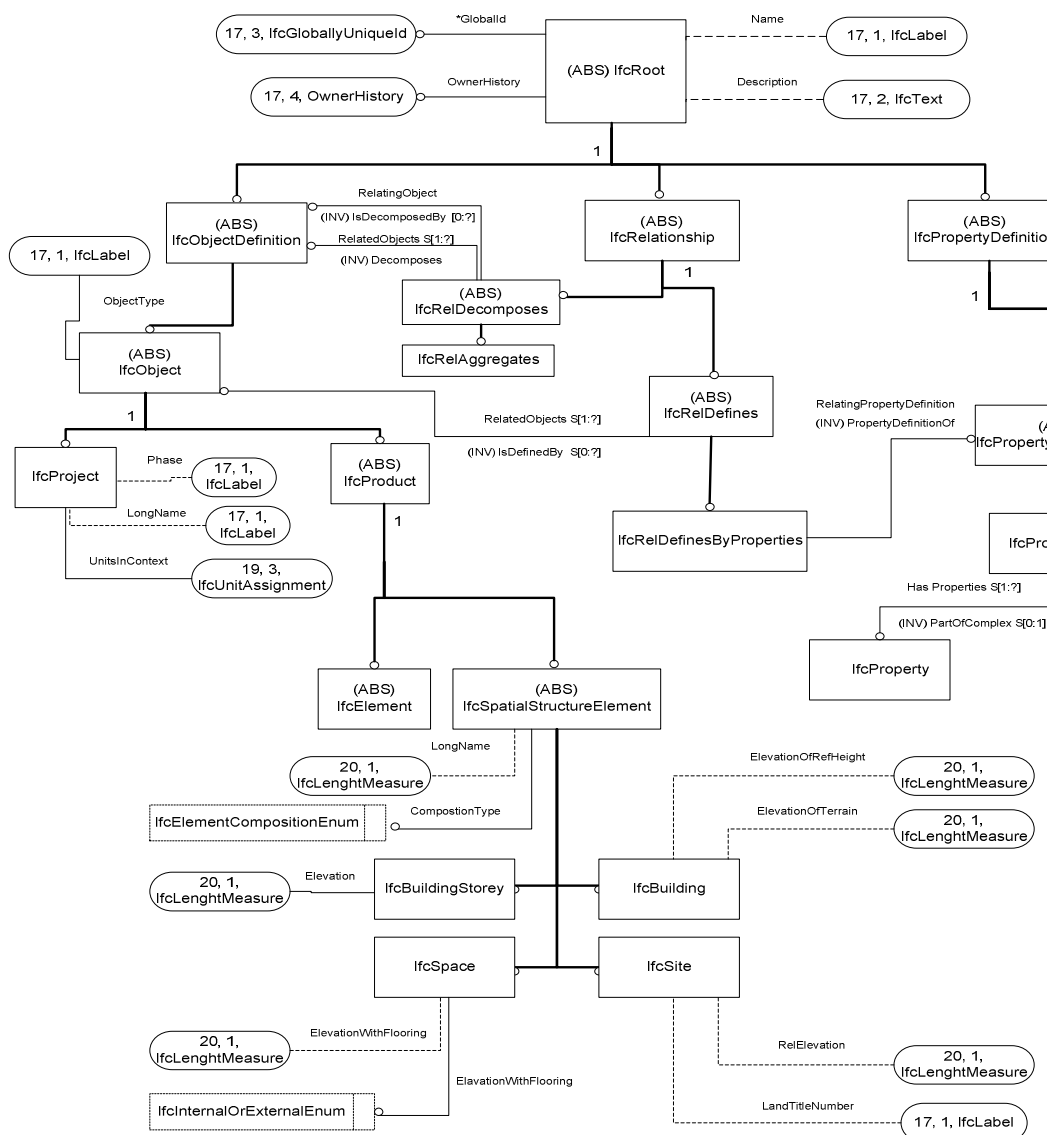 *GlobalId
Name
17, 3, IfcGloballyUniqueId
(ABS) IfcRoot
17, 1, IfcLabel
OwnerHistory
Description
17, 4, OwnerHistory
17, 2, IfcText
1
RelatingObject
(INV) IsDecomposedBy [0:?]
(ABS)
IfcObjectDefinition
RelatedObjects S[1:?]
(INV) Decomposes
(ABS)
IfcRelationship
(ABS)
IfcPropertyDefinitio
17, 1, IfcLabel
ObjectType
1
1
(ABS)
IfcRelDecomposes
(ABS)
IfcObject
IfcRelAggregates
1
(ABS)
IfcRelDefines
RelatedObjects S[1:?]
(INV) IsDefinedBy S[0:?]
RelatingPropertyDefinition
(INV) PropertyDefinitionOf
(A
IfcProperty
IfcProject
Phase
17, 1,
IfcLabel
(ABS)
IfcProduct
LongName
17, 1,
IfcLabel
1
UnitsInContext
19, 3,
IfcUnitAssignment
IfcRelDefinesByProperties
IfcPro
Has Properties S[1:?]
(INV) PartOfComplex S[0:1]
IfcProperty
(ABS)
IfcElement
(ABS)
IfcSpatialStructureElement
LongName
20, 1,
IfcLenghtMeasure
ElevationOfRefHeight
20, 1,
IfcLenghtMeasure
CompostionType
IfcElementCompositionEnum
ElevationOfTerrain
20, 1,
IfcLenghtMeasure
Elevation
20, 1,
IfcLenghtMeasure
IfcBuildingStorey
IfcBuilding
IfcSpace
IfcSite
ElevationWithFlooring
20, 1,
IfcLenghtMeasure
RelElevation
20, 1,
IfcLenghtMeasure
ElavationWithFlooring
IfcInternalOrExternalEnum
LandTitleNumber
17, 1, IfcLabel